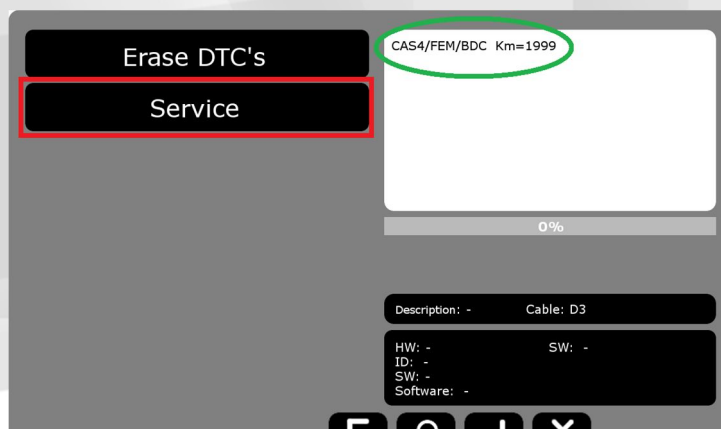 Erase DTC's
Service
CAS4/FEM/BDC Km=1999
0%
Description: - Cable: D3
HW: - SW: -
ID: -
SW: -
Software: -